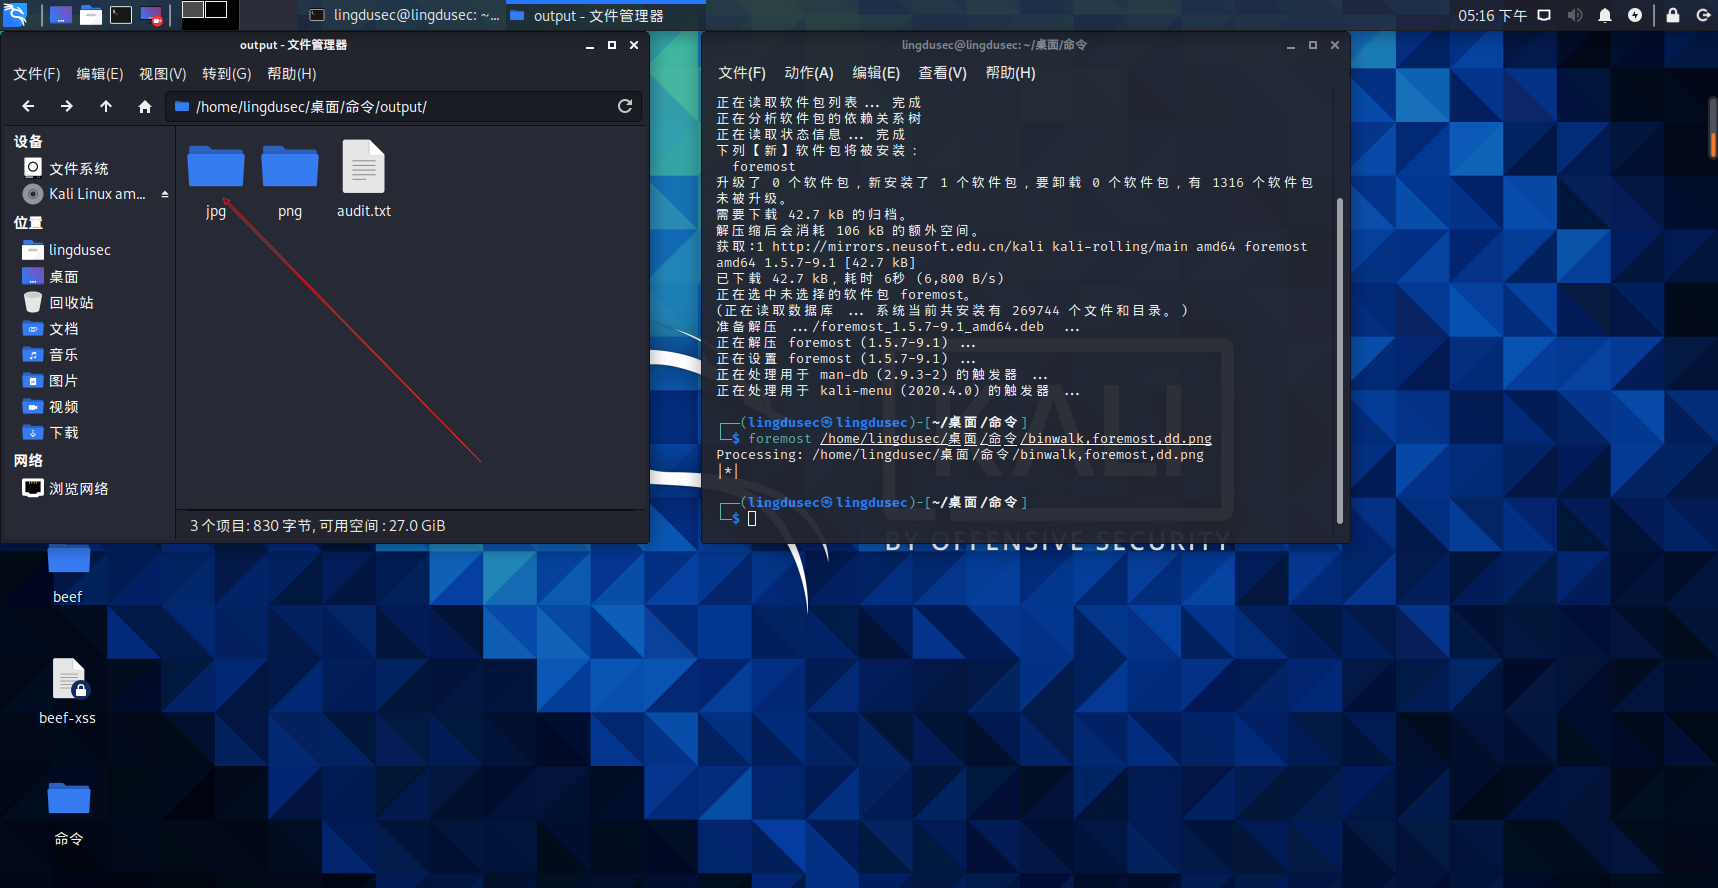 lingdusec@lingdusec: ~...
output - 文件管理器
05:16 下午
output - 文件管理器
文件(F) 编辑(E) 视图(V) 转到(G) 帮助(H)
/home/lingdusec/桌面/命令/output/
设备
文件系统
Kali Linux am...
位置
lingdusec
桌面
回收站
文档
音乐
图片
视频
下载
网络
浏览网络
jpg
png
audit.txt
3 个项目: 830 字节, 可用空间 : 27.0 GiB
lingdusec@lingdusec: ~/桌面/命令
文件(F) 动作(A) 编辑(E) 查看(V) 帮助(H)
正在读取软件包列表... 完成
正在分析软件包的依赖关系树
正在读取状态信息... 完成
下列【新】软件包将被安装：
foremost
升级了 0 个软件包，新安装了 1 个软件包，要卸载 0 个软件包，有 1316 个软件包
未被升级。
需要下载 42.7 kB 的归档。
解压缩后会消耗 106 kB 的额外空间。
获取:1 http://mirrors.neusoft.edu.cn/kali kali-rolling/main amd64 foremost
amd64 1.5.7-9.1 [42.7 kB]
已下载 42.7 kB，耗时 6秒 (6,800 B/s)
正在选中未选择的软件包 foremost。
(正在读取数据库 ... 系统当前共安装有 269744 个文件和目录。)
准备解压 .../foremost_1.5.7-9.1_amd64.deb ...
正在解压 foremost (1.5.7-9.1) ...
正在设置 foremost (1.5.7-9.1) ...
正在处理用于 man-db (2.9.3-2) 的触发器 ...
正在处理用于 kali-menu (2020.4.0) 的触发器 ...
┌──(lingdusec㉿lingdusec)-[~/桌面/命令]
└─$ foremost /home/lingdusec/桌面/命令/binwalk,foremost,dd.png
Processing: /home/lingdusec/桌面/命令/binwalk,foremost,dd.png
|*|
┌──(lingdusec㉿lingdusec)-[~/桌面/命令]
└─$
KALI
BY OFFENSIVE SECURITY
beef
beef-xss
命令